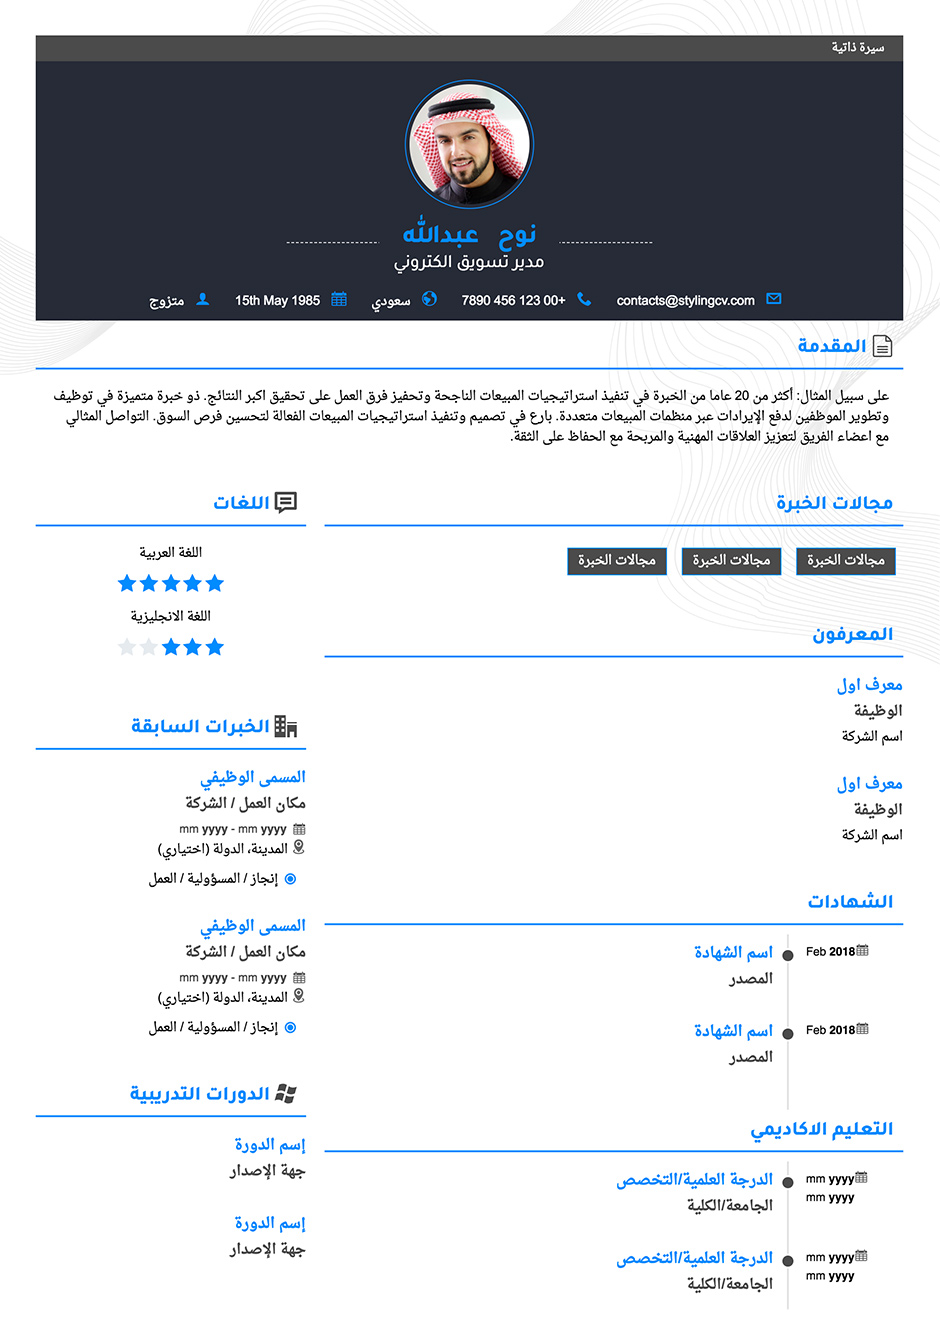 سيرة ذاتية
نوح عبدالله
مدير تسويق الكتروني
contacts@stylingcv.com
+00 123 456 7890
سعودي
15th May 1985
متزوج
المقدمة
على سبيل المثال: أكثر من 20 عاما من الخبرة في تنفيذ استراتيجيات المبيعات الناجحة وتحفيز فرق العمل على تحقيق اكبر النتائج. ذو خبرة متميزة في توظيف
وتطوير الموظفين لدفع الإيرادات عبر منظمات المبيعات متعددة. بارع في تصميم وتنفيذ استراتيجيات المبيعات الفعالة لتحسين فرص السوق. التواصل المثالي
مع اعضاء الفريق لتعزيز العلاقات المهنية والمربحة مع الحفاظ على الثقة.
مجالات الخبرة
مجالات الخبرة
مجالات الخبرة
مجالات الخبرة
المعرفون
معرف اول
الوظيفة
اسم الشركة
معرف اول
الوظيفة
اسم الشركة
الشهادات
Feb 2018
اسم الشهادة
المصدر
Feb 2018
اسم الشهادة
المصدر
التعليم الاكاديمي
mm yyyy
mm yyyy
الدرجة العلمية/التخصص
الجامعة/الكلية
mm yyyy
mm yyyy
الدرجة العلمية/التخصص
الجامعة/الكلية
اللغات
اللغة العربية
اللغة الانجليزية
الخبرات السابقة
المسمى الوظيفي
مكان العمل / الشركة
mm yyyy - mm yyyy
المدينة، الدولة (اختياري)
إنجاز / المسؤولية / العمل
المسمى الوظيفي
مكان العمل / الشركة
mm yyyy - mm yyyy
المدينة، الدولة (اختياري)
إنجاز / المسؤولية / العمل
الدورات التدريبية
إسم الدورة
جهة الإصدار
إسم الدورة
جهة الإصدار